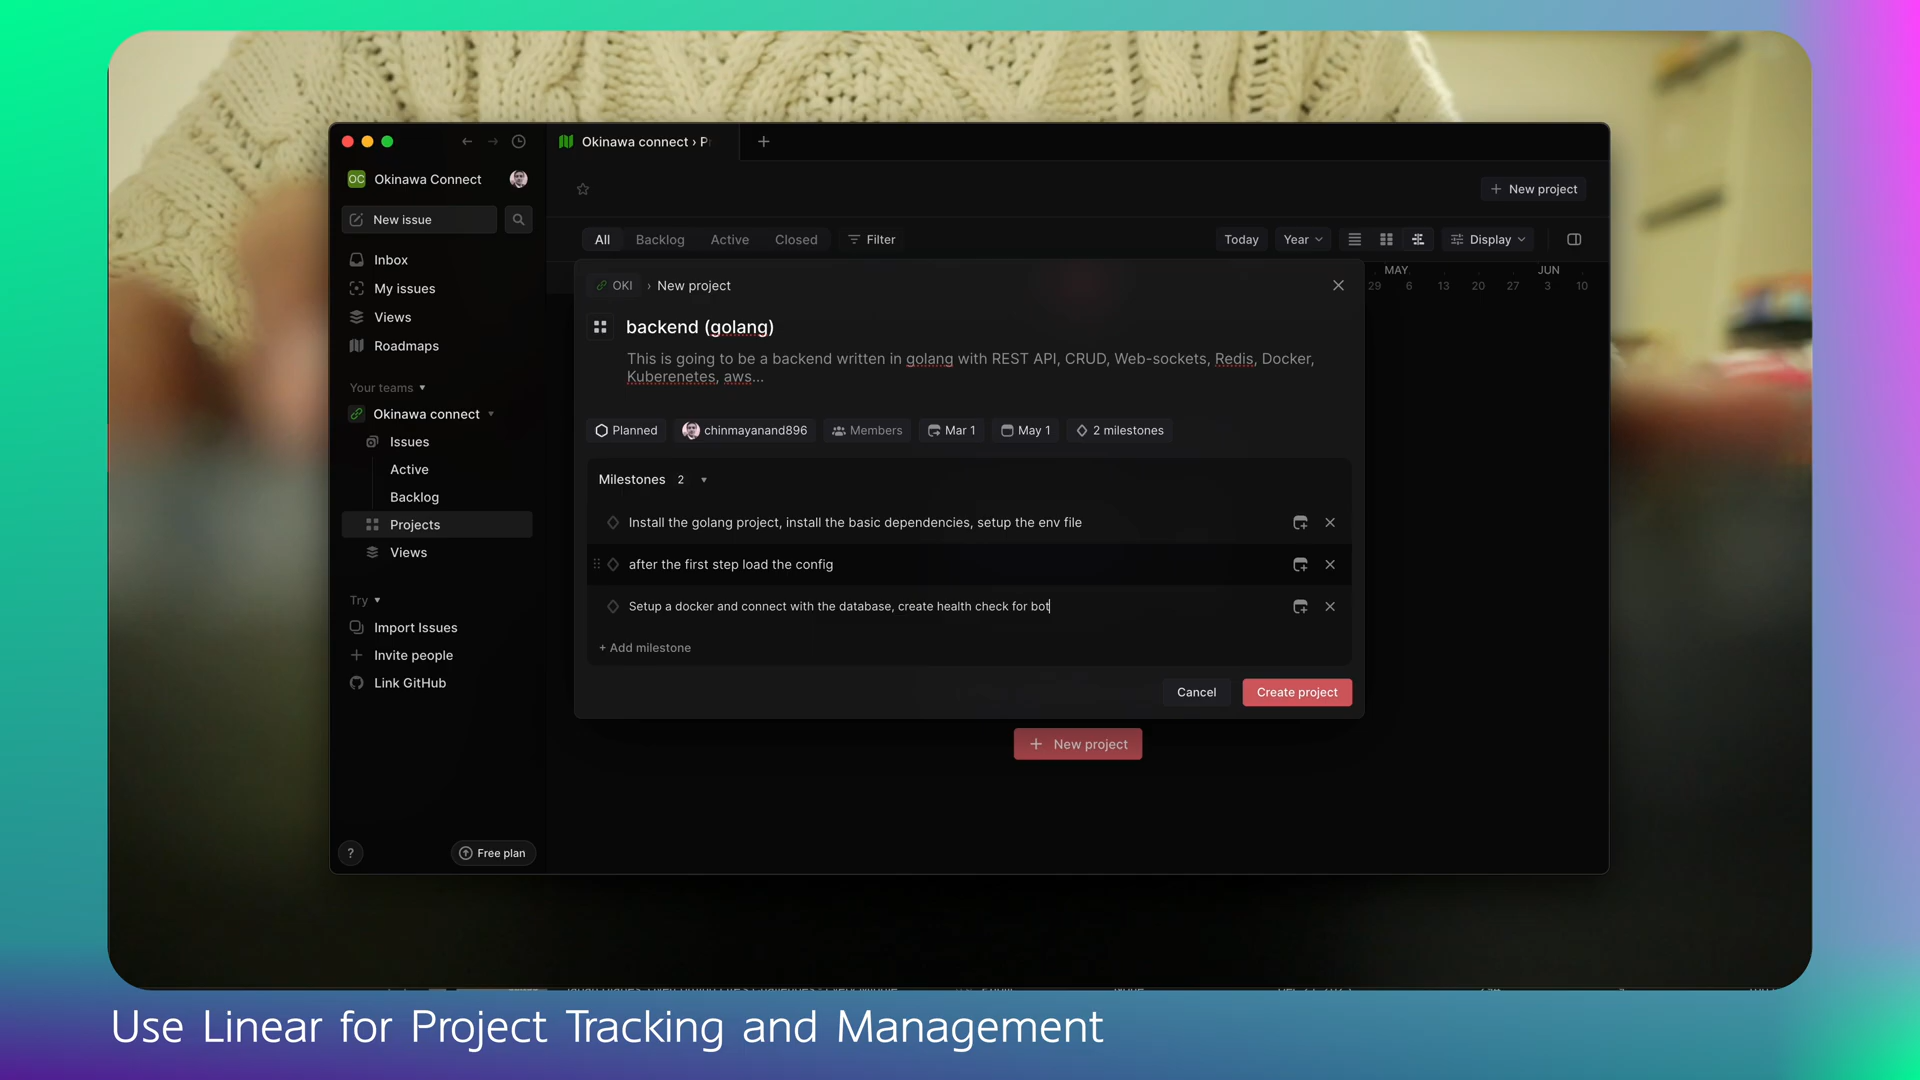 Okinawa connect › P
OC Okinawa Connect
New issue
New project
All Backlog Active Closed Filter
Today Year Display
Inbox
My issues
Views
Roadmaps
MAY JUN
29 6 13 20 27 3 10
OKI › New project
backend (golang)
This is going to be a backend written in golang with REST API, CRUD, Web-sockets, Redis, Docker,
Kuberenetes, aws...
Your teams
Okinawa connect
Issues
Active
Backlog
Projects
Views
Planned chinmayanand896 Members Mar 1 May 1 2 milestones
Milestones 2
Install the golang project, install the basic dependencies, setup the env file
after the first step load the config
Setup a docker and connect with the database, create health check for bot
+ Add milestone
Try
Import Issues
Invite people
Link GitHub
Cancel Create project
New project
? Free plan
Use Linear for Project Tracking and Management